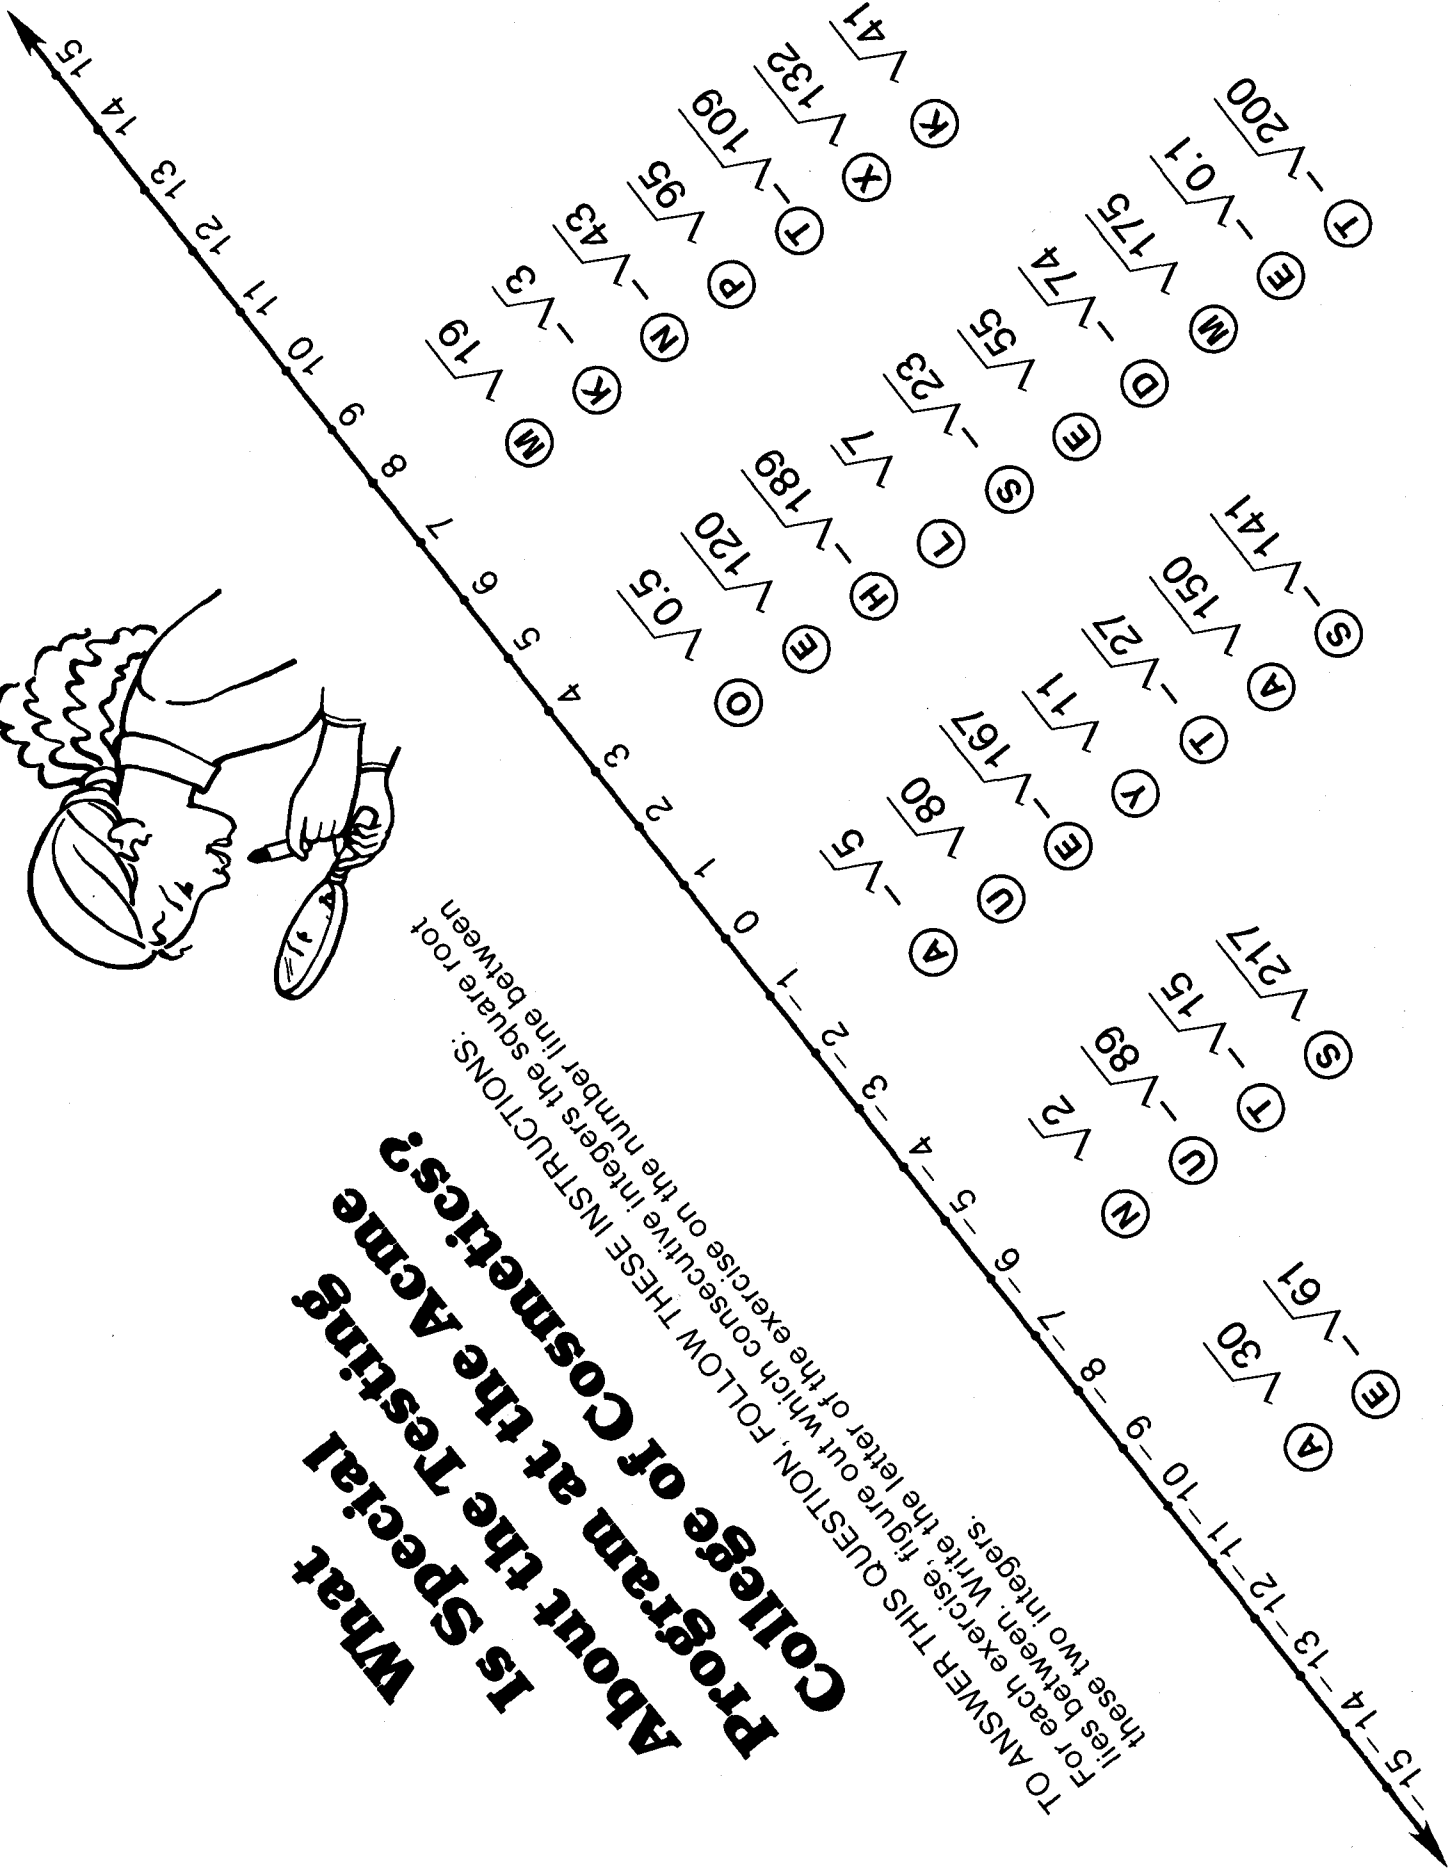 What
Is Special
About the Testing
Program at the Acme
College of Cosmetics?
TO ANSWER THIS QUESTION, FOLLOW THESE INSTRUCTIONS:
For each exercise, figure out which consecutive integers the square root
lies between. Write the letter of the exercise on the number line between
these two integers.
-15 -14 -13 -12 -11 -10 -9 -8 -7 -6 -5 -4 -3 -2 -1 0 1 2 3 4 5 6 7 8 9 10 11 12 13 14 15
A √30
E -√61
N √2
U -√89
T -√15
S √217
A -√5
U √80
E -√167
Y √11
T -√27
A √150
S -√141
O √0.5
E √120
H -√189
L √7
S -√23
E √55
D -√74
M √175
E -√0.1
T -√200
M √19
K -√3
N -√43
P √95
T -√109
X √132
K √41